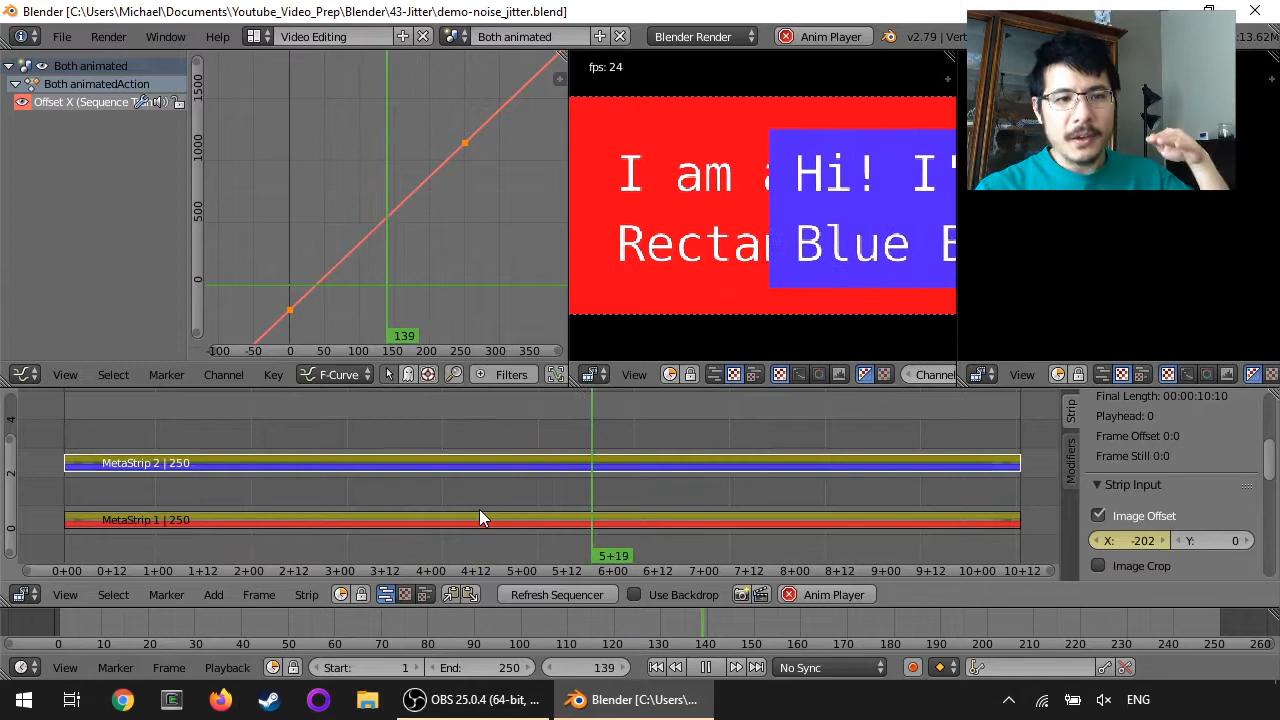 Blender [C:\Users\Michael\Documents\Youtube_Video_Prep\Blender\43-Jitter\demo-noise_jitter.blend]
File Render Window Help Video Editing Both animated Blender Render Anim Player v2.79 | Vert :13.62M
Both animated
Both animatedAction
Offset X (Sequence T
1500
1000
500
0
139
-100 -50 0 50 100 150 200 250 300 350
View Select Marker Channel Key F-Curve Filters
fps: 24
I am a
Rectan
Hi! I'
Blue B
View Channel
View
4
2
0
MetaStrip 2 | 250
MetaStrip 1 | 250
5+19
0+00 0+12 1+00 1+12 2+00 2+12 3+00 3+12 4+00 4+12 5+00 5+12 6+00 6+12 7+00 7+12 8+00 8+12 9+00 9+12 10+00 10+12
Strip
Modifiers
Final Length: 00:00:10:10
Playhead: 0
Frame Offset 0:0
Frame Still 0:0
Strip Input
Image Offset
X: -202 Y: 0
Image Crop
View Select Marker Add Frame Strip Refresh Sequencer Use Backdrop Anim Player
0 10 20 30 40 50 60 70 80 90 100 110 120 130 140 150 160 170 180 190 200 210 220 230 240 250 260
View Marker Frame Playback Start: 1 End: 250 139 No Sync
OBS 25.0.4 (64-bit, ... Blender [C:\Users\... ENG